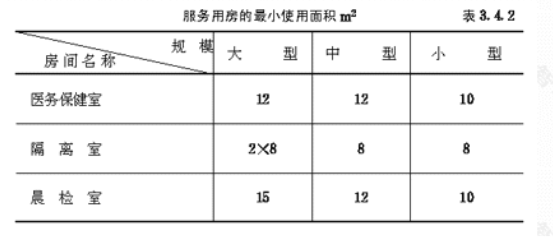 服务用房的最小使用面积 m² 表 3.4.2
规 模 大 型 中 型 小 型
房间名称
医务保健室 12 12 10
隔 离 室 2×8 8 8
晨 检 室 15 12 10